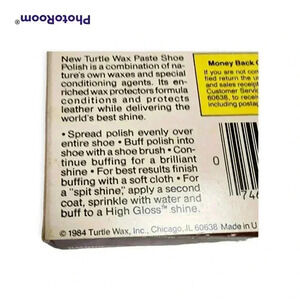 PhotoRoom
New Turtle Wax Paste Shoe
Polish is a combination of na-
ture's own waxes and special
conditioning agents. Its en-
riched wax protectors formula
conditions and protects
leather while delivering the
world's best shine.
• Spread polish evenly over
entire shoe • Buff polish into
shoe with a shoe brush • Con-
tinue buffing for a brilliant
shine • For best results finish
buffing with a soft cloth • For
a "spit shine," apply a second
coat, sprinkle with water and
buff to a High Gloss shine.
© 1984 Turtle Wax, Inc., Chicago, IL 60638
Made in U
Money Back
If you are not
conditions
returned
and sales receipt
Customer Service
60638, to receive
including postage
0
746